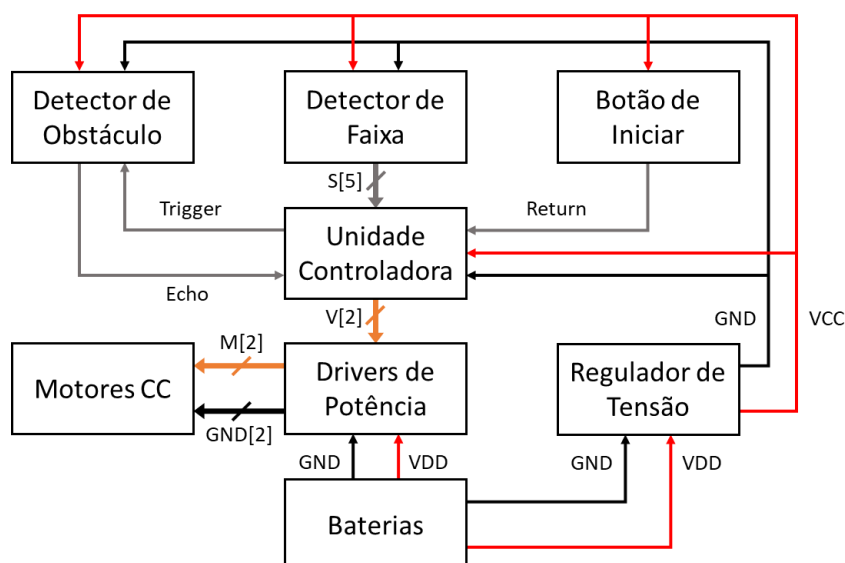 Detector de
Obstáculo
Detector de
Faixa
Botão de
Iniciar
S[5]
Trigger
Return
Unidade
Controladora
Echo
V[2]
GND
VCC
M[2]
Motores CC
Drivers de
Potência
Regulador de
Tensão
GND[2]
GND
VDD
GND
VDD
Baterias